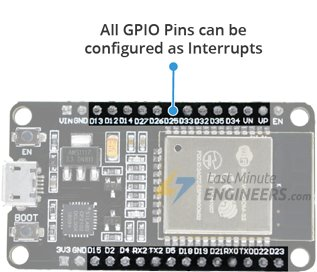 All GPIO Pins can be
configured as Interrupts
VIN GND D13 D12 D14 D27 D26 D25 D33 D32 D35 D34 VN VP EN
EN
AMS1117
Last Minute
ENGINEERS.com
BOOT
3V3 GND D15 D2 D4 RX2 TX2 D5 D18 D19 D21 RX0 TX0 D22 D23